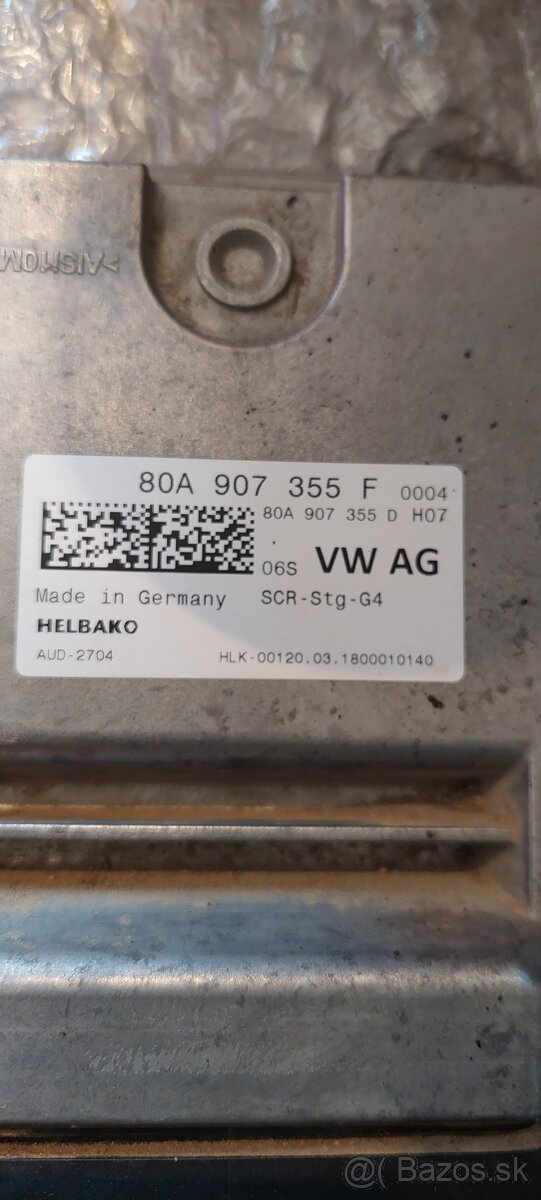 >AlSi10M
80A 907 355 F 0004
80A 907 355 D H07
06S VW AG
Made in Germany SCR-Stg-G4
HELBAKO
AUD-2704 HLK-00120.03.1800010140
@ Bazos.sk